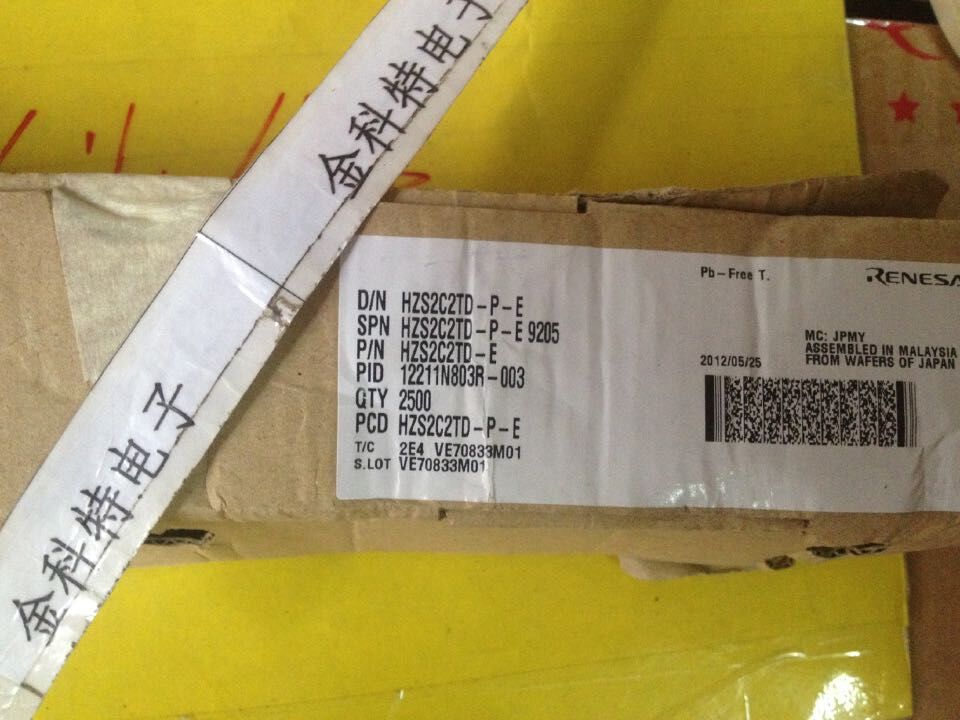 金科特电子
金科特电子
Pb-Free T.
RENESA
D/N HZS2C2TD-P-E
SPN HZS2C2TD-P-E 9205
P/N HZS2C2TD-E
PID 12211N803R-003
QTY 2500
PCD HZS2C2TD-P-E
T/C 2E4 VE70833M01
S.LOT VE70833M01
2012/05/25
MC: JPMY
ASSEMBLED IN MALAYSIA
FROM WAFERS OF JAPAN